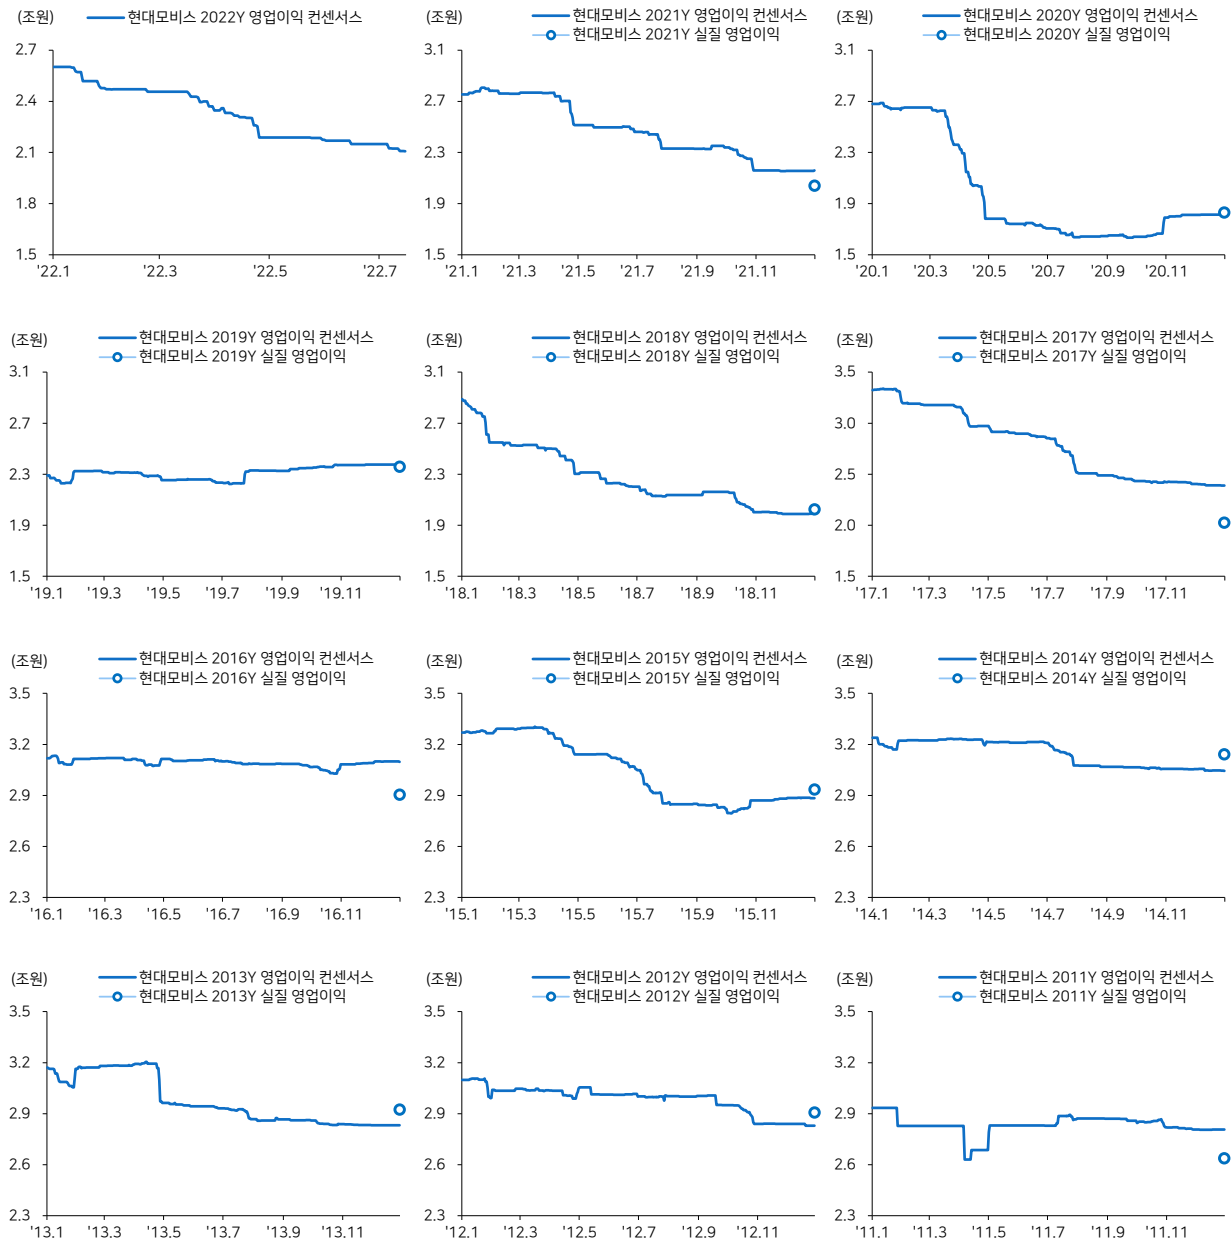 (조원)
현대모비스 2022Y 영업이익 컨센서스
2.7
2.4
2.1
1.8
1.5
'22.1 '22.3 '22.5 '22.7
(조원)
현대모비스 2021Y 영업이익 컨센서스
현대모비스 2021Y 실질 영업이익
3.1
2.7
2.3
1.9
1.5
'21.1 '21.3 '21.5 '21.7 '21.9 '21.11
(조원)
현대모비스 2020Y 영업이익 컨센서스
현대모비스 2020Y 실질 영업이익
3.1
2.7
2.3
1.9
1.5
'20.1 '20.3 '20.5 '20.7 '20.9 '20.11
(조원)
현대모비스 2019Y 영업이익 컨센서스
현대모비스 2019Y 실질 영업이익
3.1
2.7
2.3
1.9
1.5
'19.1 '19.3 '19.5 '19.7 '19.9 '19.11
(조원)
현대모비스 2018Y 영업이익 컨센서스
현대모비스 2018Y 실질 영업이익
3.1
2.7
2.3
1.9
1.5
'18.1 '18.3 '18.5 '18.7 '18.9 '18.11
(조원)
현대모비스 2017Y 영업이익 컨센서스
현대모비스 2017Y 실질 영업이익
3.5
3.0
2.5
2.0
1.5
'17.1 '17.3 '17.5 '17.7 '17.9 '17.11
(조원)
현대모비스 2016Y 영업이익 컨센서스
현대모비스 2016Y 실질 영업이익
3.5
3.2
2.9
2.6
2.3
'16.1 '16.3 '16.5 '16.7 '16.9 '16.11
(조원)
현대모비스 2015Y 영업이익 컨센서스
현대모비스 2015Y 실질 영업이익
3.5
3.2
2.9
2.6
2.3
'15.1 '15.3 '15.5 '15.7 '15.9 '15.11
(조원)
현대모비스 2014Y 영업이익 컨센서스
현대모비스 2014Y 실질 영업이익
3.5
3.2
2.9
2.6
2.3
'14.1 '14.3 '14.5 '14.7 '14.9 '14.11
(조원)
현대모비스 2013Y 영업이익 컨센서스
현대모비스 2013Y 실질 영업이익
3.5
3.2
2.9
2.6
2.3
'13.1 '13.3 '13.5 '13.7 '13.9 '13.11
(조원)
현대모비스 2012Y 영업이익 컨센서스
현대모비스 2012Y 실질 영업이익
3.5
3.2
2.9
2.6
2.3
'12.1 '12.3 '12.5 '12.7 '12.9 '12.11
(조원)
현대모비스 2011Y 영업이익 컨센서스
현대모비스 2011Y 실질 영업이익
3.5
3.2
2.9
2.6
2.3
'11.1 '11.3 '11.5 '11.7 '11.9 '11.11